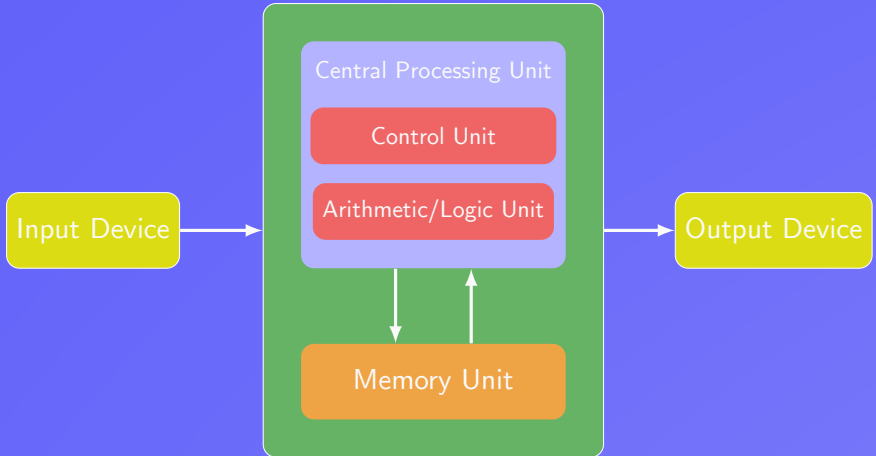 Central Processing Unit
Control Unit
Arithmetic/Logic Unit
Input Device
Output Device
Memory Unit